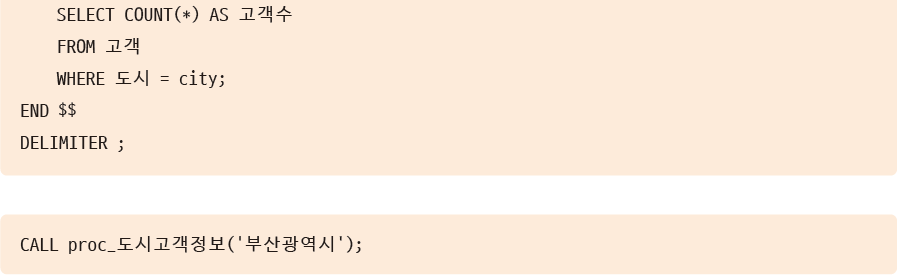 SELECT COUNT(*) AS 고객수
FROM 고객
WHERE 도시 = city;
END $$
DELIMITER ;
CALL proc_도시고객정보('부산광역시');